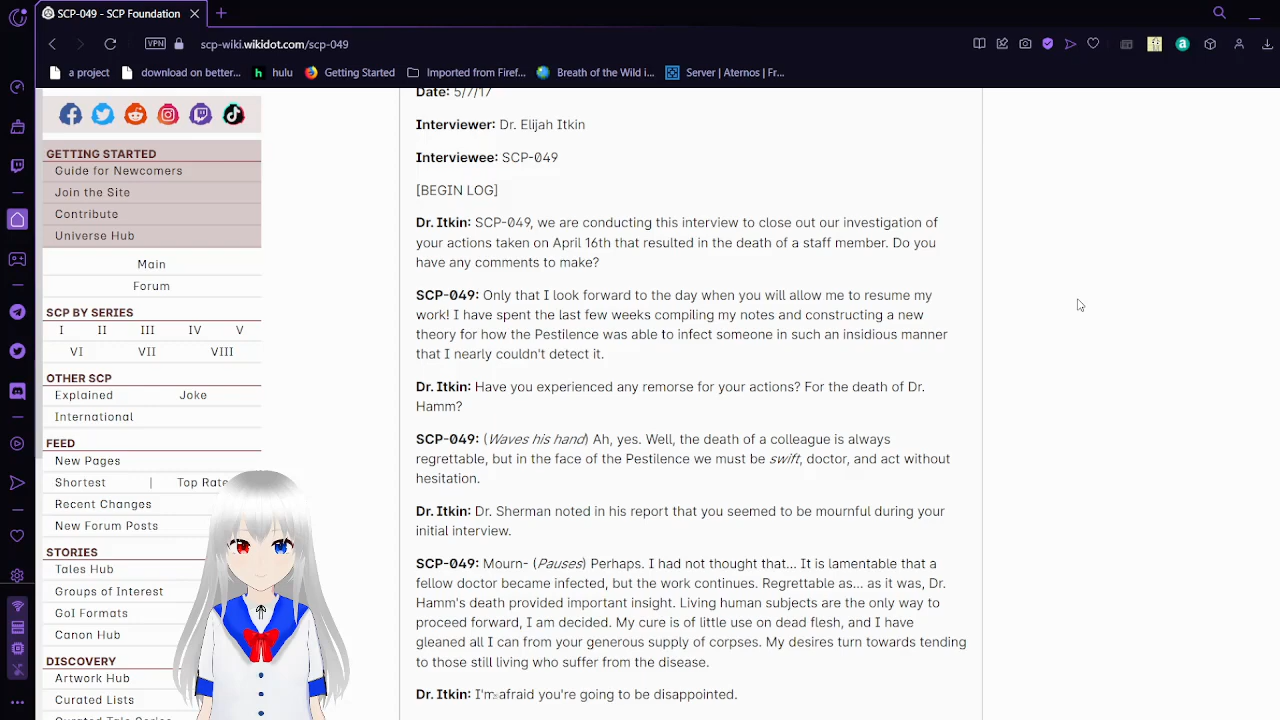 SCP-049 - SCP Foundation
VPN
scp-wiki.wikidot.com/scp-049
a project
download on better...
hulu
Getting Started
Imported from Firef...
Breath of the Wild i...
Server | Aternos | Fr...
GETTING STARTED
Guide for Newcomers
Join the Site
Contribute
Universe Hub
Main
Forum
SCP BY SERIES
I II III IV V
VI VII VIII
OTHER SCP
Explained Joke
International
FEED
New Pages
Shortest | Top Rate
Recent Changes
New Forum Posts
STORIES
Tales Hub
Groups of Interest
GoI Formats
Canon Hub
DISCOVERY
Artwork Hub
Curated Lists
Curated Tale Series
Date: 5/7/17
Interviewer: Dr. Elijah Itkin
Interviewee: SCP-049
[BEGIN LOG]
Dr. Itkin: SCP-049, we are conducting this interview to close out our investigation of
your actions taken on April 16th that resulted in the death of a staff member. Do you
have any comments to make?
SCP-049: Only that I look forward to the day when you will allow me to resume my
work! I have spent the last few weeks compiling my notes and constructing a new
theory for how the Pestilence was able to infect someone in such an insidious manner
that I nearly couldn't detect it.
Dr. Itkin: Have you experienced any remorse for your actions? For the death of Dr.
Hamm?
SCP-049: (Waves his hand) Ah, yes. Well, the death of a colleague is always
regrettable, but in the face of the Pestilence we must be swift, doctor, and act without
hesitation.
Dr. Itkin: Dr. Sherman noted in his report that you seemed to be mournful during your
initial interview.
SCP-049: Mourn- (Pauses) Perhaps. I had not thought that... It is lamentable that a
fellow doctor became infected, but the work continues. Regrettable as... as it was, Dr.
Hamm's death provided important insight. Living human subjects are the only way to
proceed forward, I am decided. My cure is of little use on dead flesh, and I have
gleaned all I can from your generous supply of corpses. My desires turn towards tending
to those still living who suffer from the disease.
Dr. Itkin: I'm afraid you're going to be disappointed.